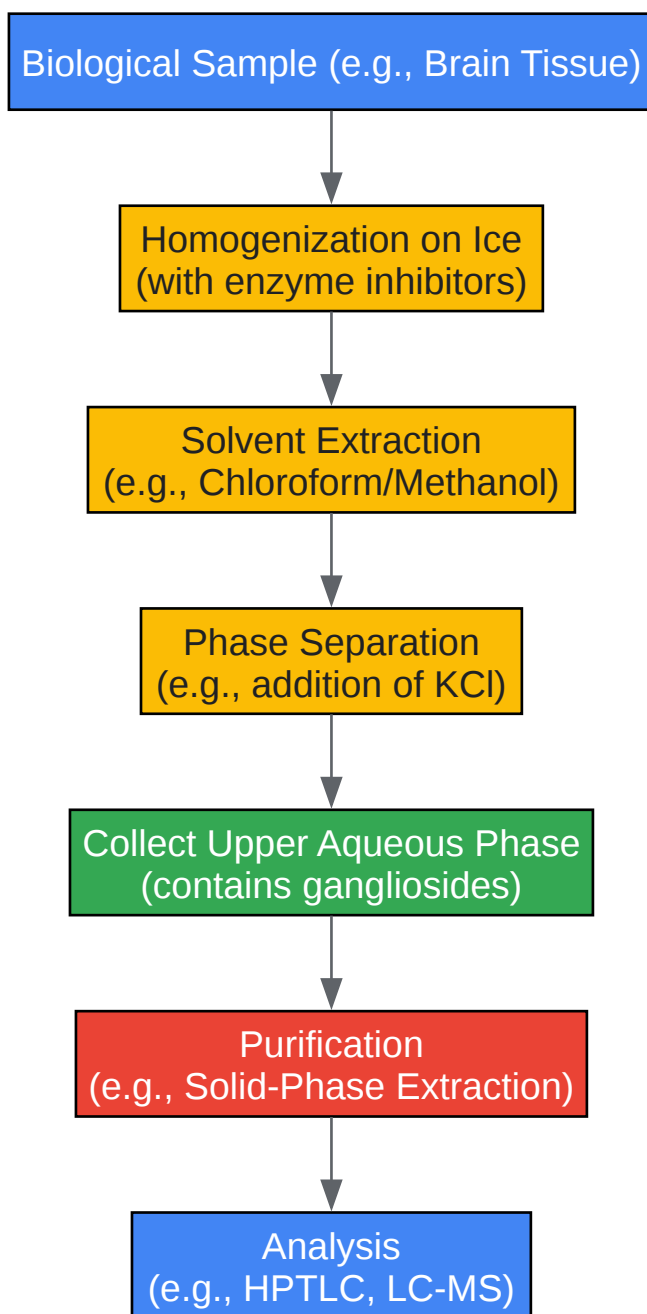 Biological Sample (e.g., Brain Tissue)
Homogenization on Ice
(with enzyme inhibitors)
Solvent Extraction
(e.g., Chloroform/Methanol)
Phase Separation
(e.g., addition of KCl)
Collect Upper Aqueous Phase
(contains gangliosides)
Purification
(e.g., Solid-Phase Extraction)
Analysis
(e.g., HPTLC, LC-MS)